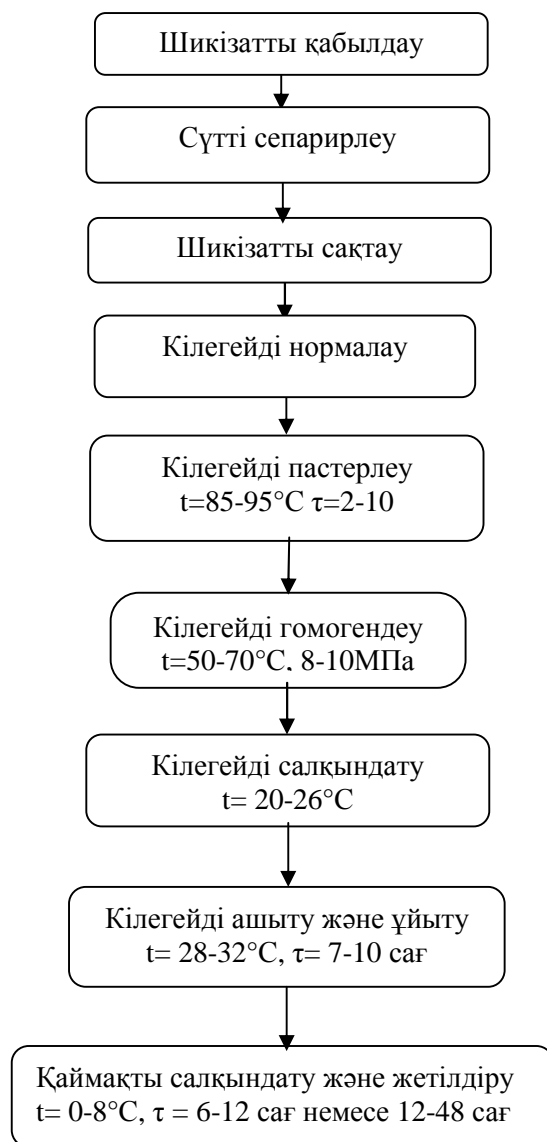 Шикізатты қабылдау
Сүтті сепарирлеу
Шикізатты сақтау
Кілегейді нормалау
Кілегейді пастерлеу
t=85-95°C τ=2-10
Кілегейді гомогендеу
t=50-70°C, 8-10МПа
Кілегейді салқындату
t= 20-26°C
Кілегейді ашыту және ұйыту
t= 28-32°C, τ= 7-10 сағ
Қаймақты салқындату және жетілдіру
t= 0-8°C, τ = 6-12 сағ немесе 12-48 сағ